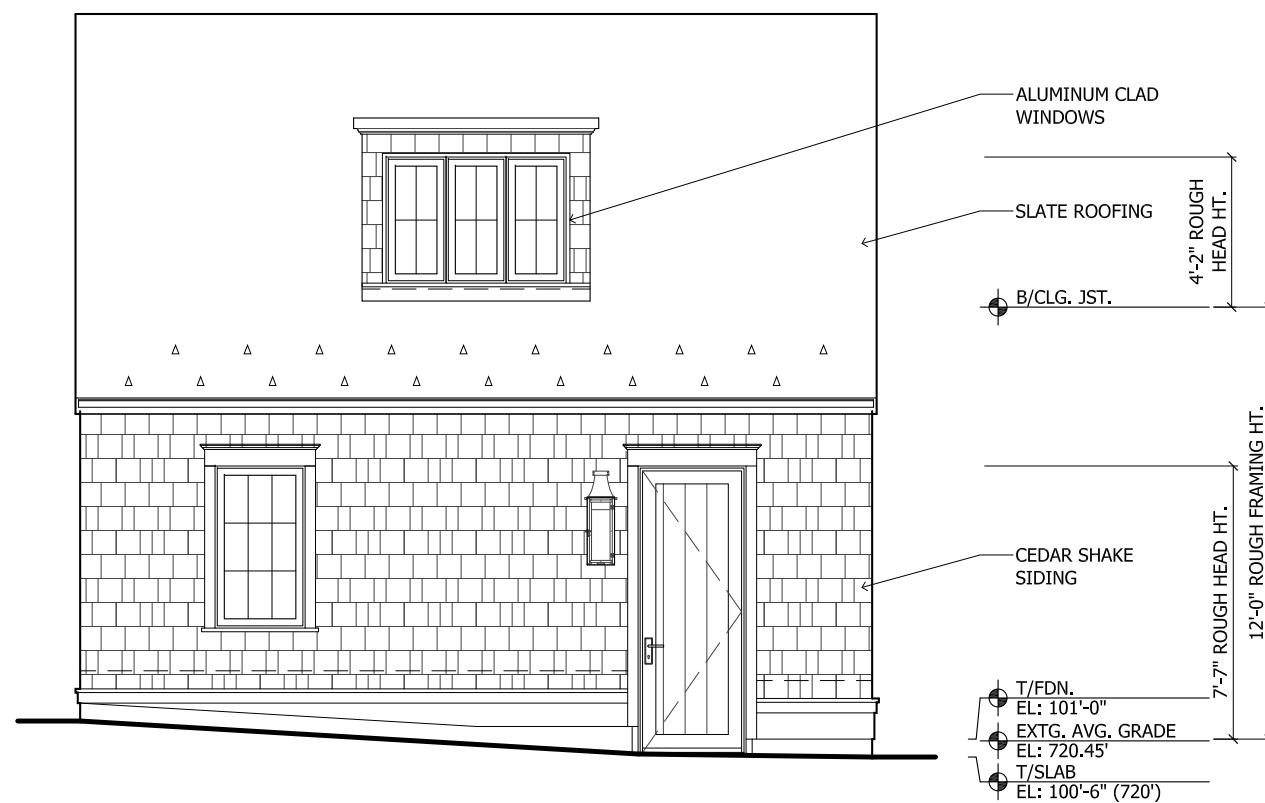 ALUMINUM CLAD
WINDOWS
4'-2" ROUGH
HEAD HT.
SLATE ROOFING
B/CLG. JST.
12'-0" ROUGH FRAMING HT.
7'-7" ROUGH HEAD HT.
CEDAR SHAKE
SIDING
T/FDN.
EL: 101'-0"
EXTG. AVG. GRADE
EL: 720.45'
T/SLAB
EL: 100'-6" (720')